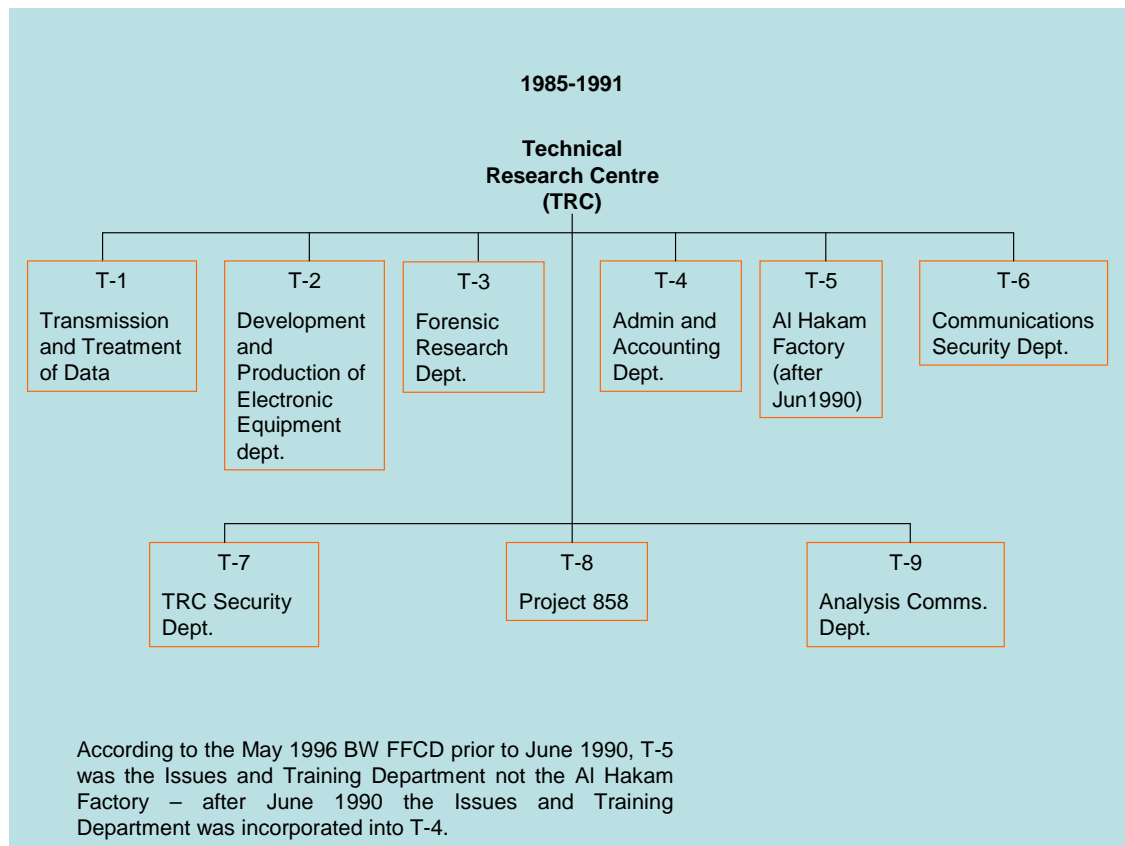 1985-1991
Technical
Research Centre
(TRC)
T-1
Transmission
and Treatment
of Data
T-2
Development
and
Production of
Electronic
Equipment
dept.
T-3
Forensic
Research
Dept.
T-4
Admin and
Accounting
Dept.
T-5
Al Hakam
Factory
(after
Jun1990)
T-6
Communications
Security Dept.
T-7
TRC Security
Dept.
T-8
Project 858
T-9
Analysis Comms.
Dept.
According to the May 1996 BW FFCD prior to June 1990, T-5
was the Issues and Training Department not the Al Hakam
Factory – after June 1990 the Issues and Training
Department was incorporated into T-4.